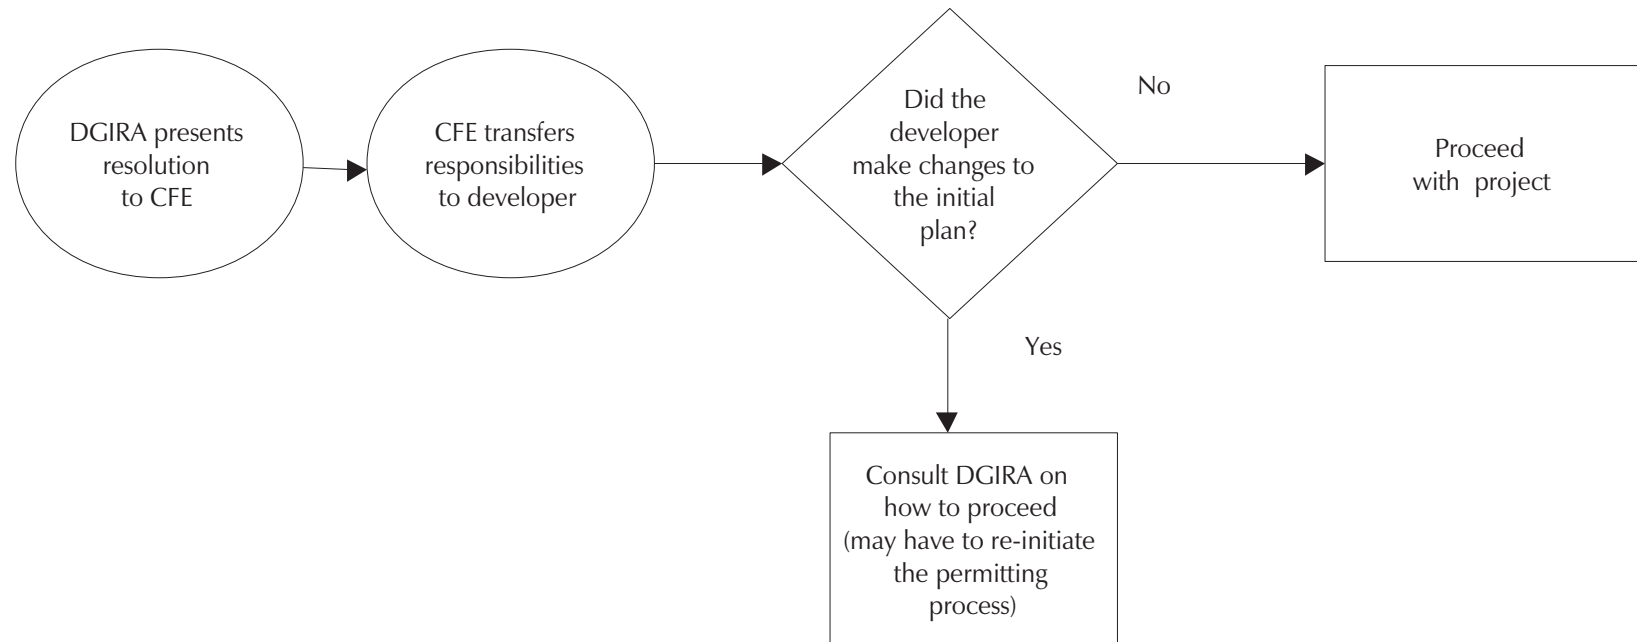 DGIRA presents
resolution
to CFE
CFE transfers
responsibilities
to developer
Did the
developer
make changes to
the initial
plan?
No
Proceed
with project
Yes
Consult DGIRA on
how to proceed
(may have to re-initiate
the permitting
process)